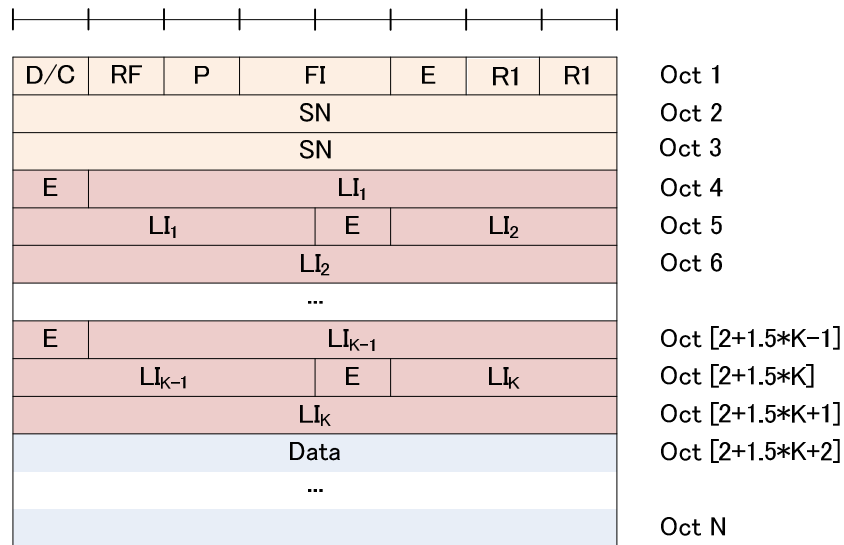 D/C RF P FI E R1 R1 Oct 1
SN Oct 2
SN Oct 3
E LI₁ Oct 4
LI₁ E LI₂ Oct 5
LI₂ Oct 6
...
E LIK₋₁ Oct [2+1.5*K-1]
LIK₋₁ E LIK Oct [2+1.5*K]
LIK Oct [2+1.5*K+1]
Data Oct [2+1.5*K+2]
...
Oct N